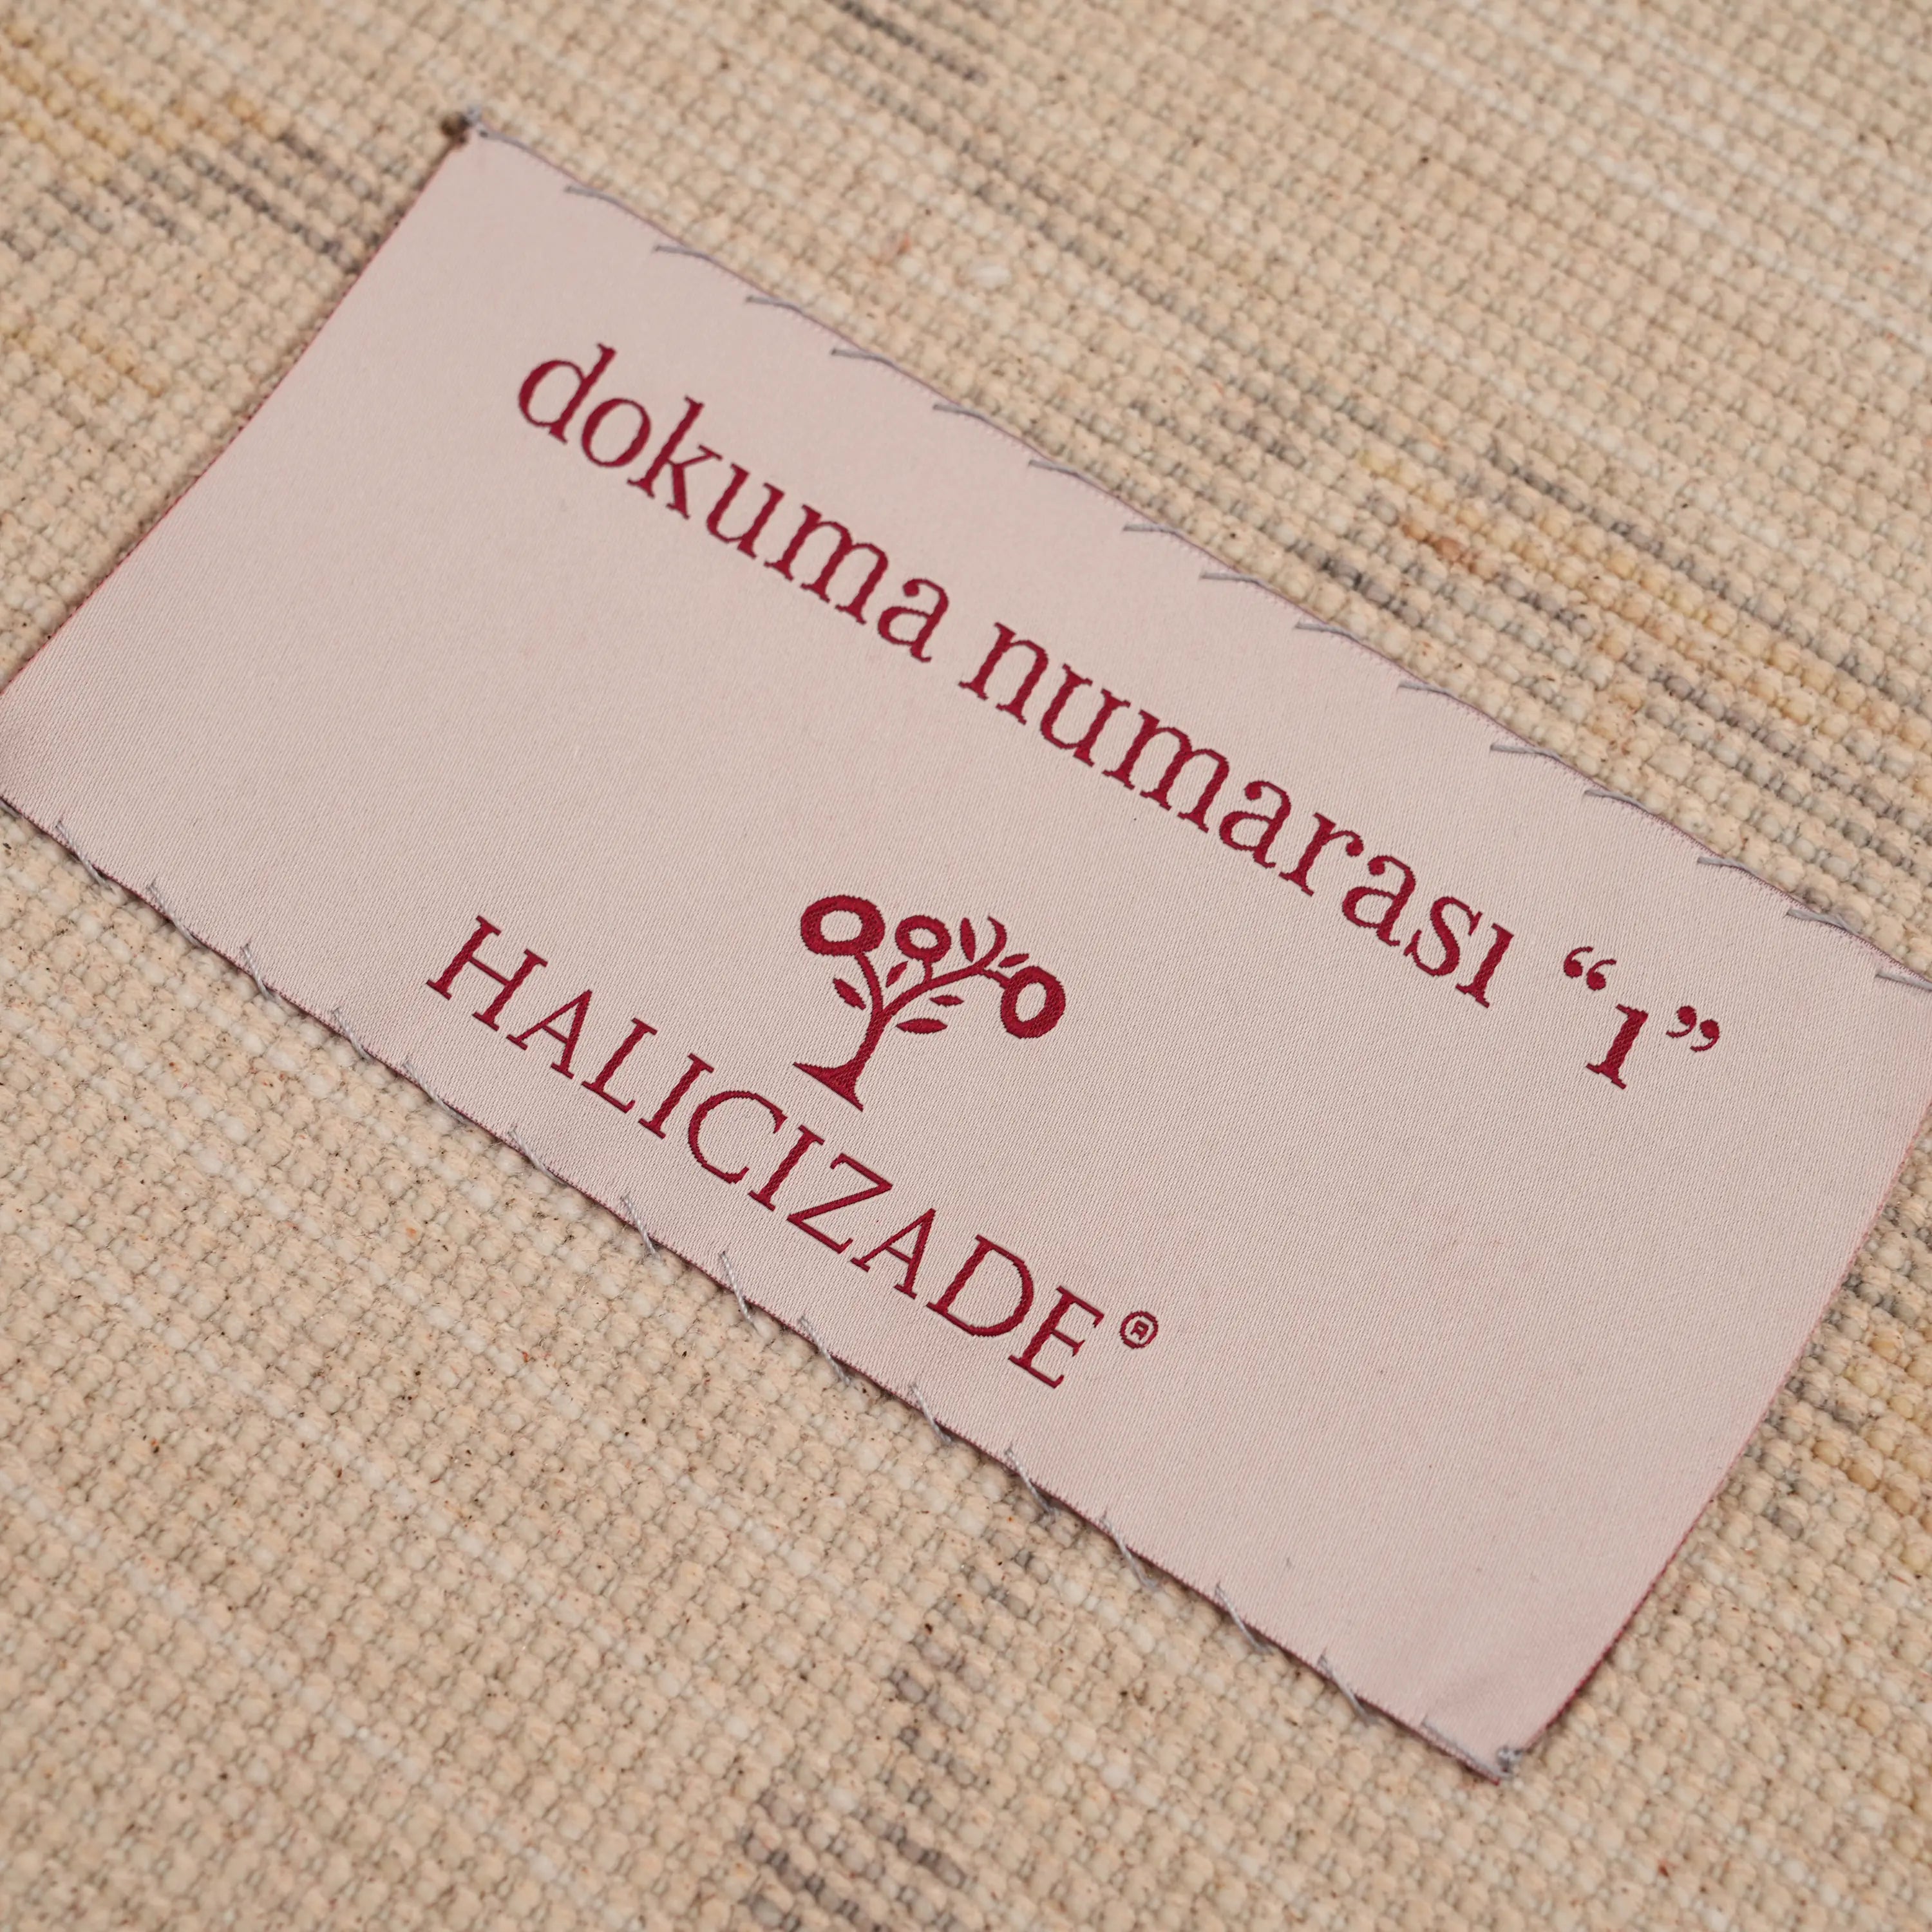 dokuma numarası “1”
HALICIZADE®